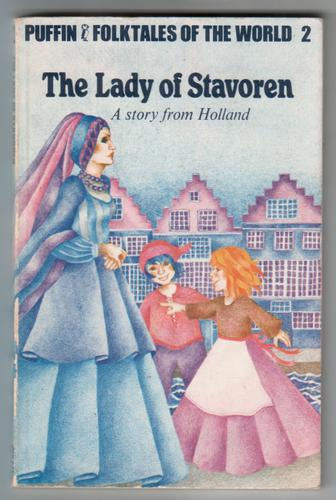 PUFFIN FOLKTALES OF THE WORLD 2
The Lady of Stavoren
A story from Holland